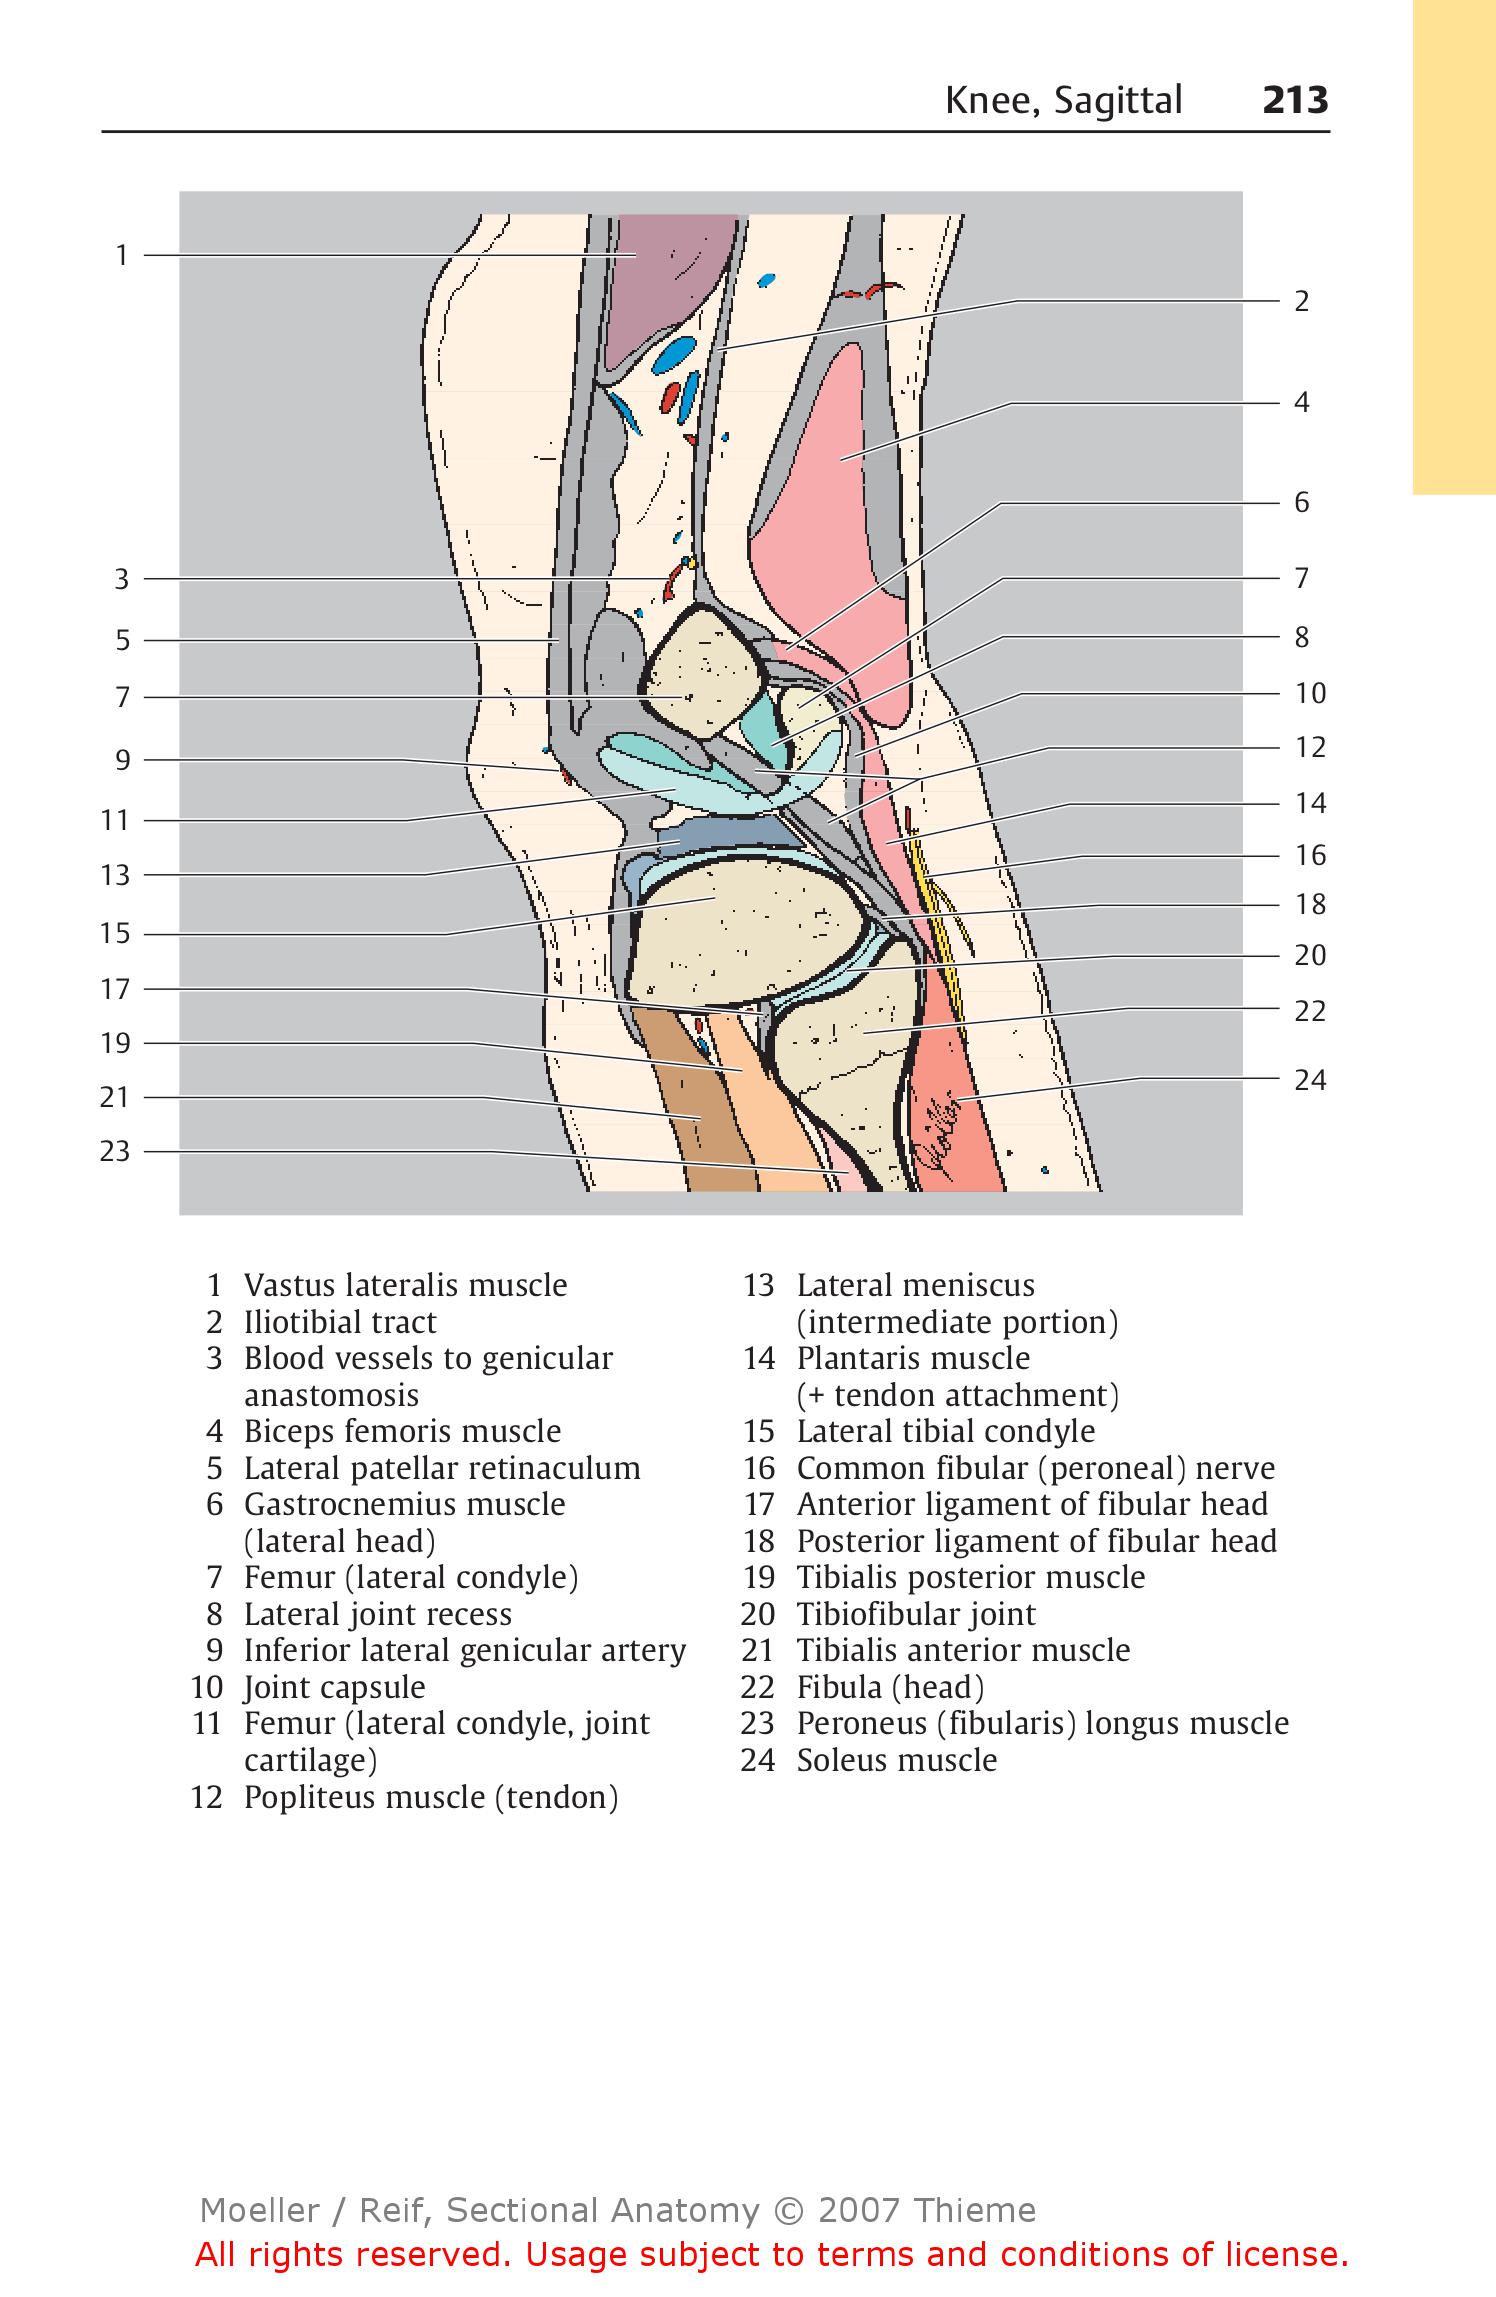 Knee, Sagittal 213
1
2
4
6
3
7
5
8
7
10
9
12
11
14
13
16
15
18
17
20
19
22
21
24
23
1 Vastus lateralis muscle
2 Iliotibial tract
3 Blood vessels to genicular
anastomosis
4 Biceps femoris muscle
5 Lateral patellar retinaculum
6 Gastrocnemius muscle
(lateral head)
7 Femur (lateral condyle)
8 Lateral joint recess
9 Inferior lateral genicular artery
10 Joint capsule
11 Femur (lateral condyle, joint
cartilage)
12 Popliteus muscle (tendon)
13 Lateral meniscus
(intermediate portion)
14 Plantaris muscle
(+ tendon attachment)
15 Lateral tibial condyle
16 Common fibular (peroneal) nerve
17 Anterior ligament of fibular head
18 Posterior ligament of fibular head
19 Tibialis posterior muscle
20 Tibiofibular joint
21 Tibialis anterior muscle
22 Fibula (head)
23 Peroneus (fibularis) longus muscle
24 Soleus muscle
Moeller / Reif, Sectional Anatomy © 2007 Thieme
All rights reserved. Usage subject to terms and conditions of license.